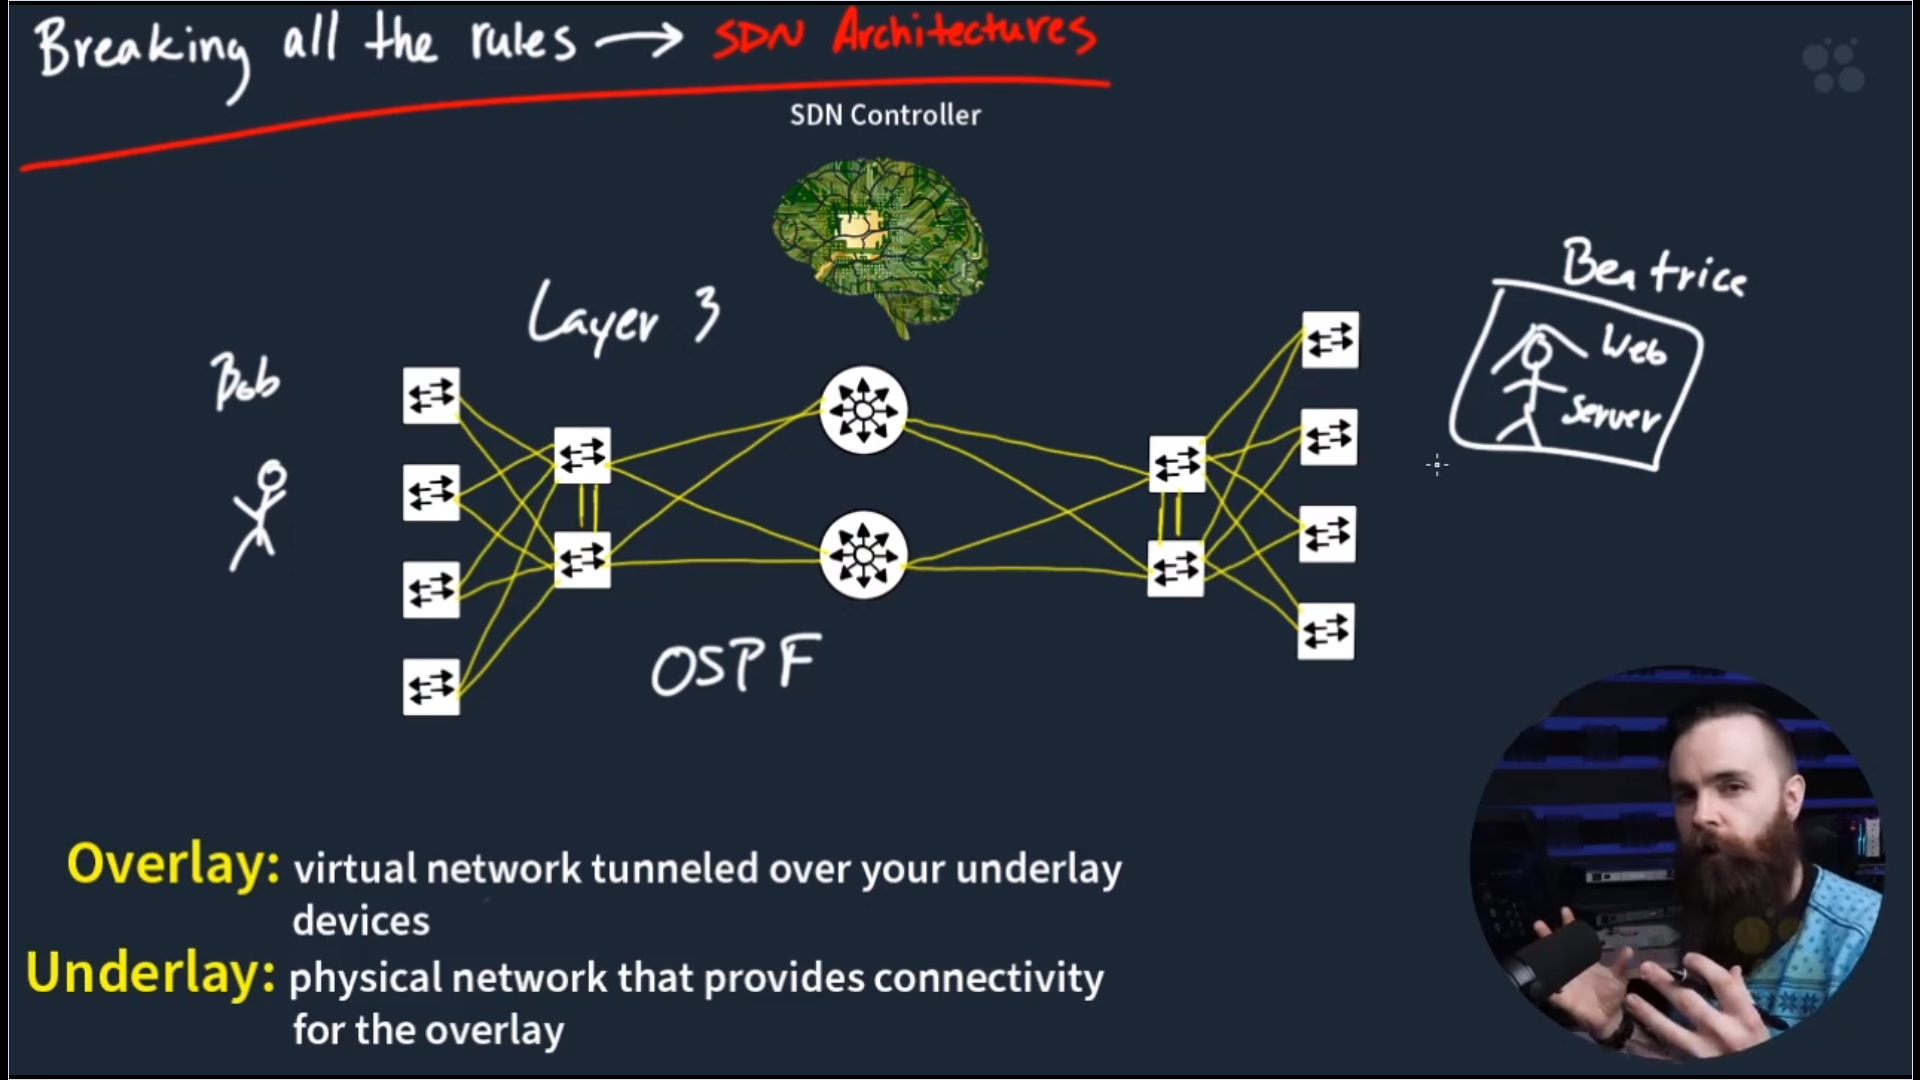 Breaking all the rules → SDN Architectures
SDN Controller
Layer 3
Bob
Beatrice
Web
Server
OSPF
Overlay: virtual network tunneled over your underlay
devices
Underlay: physical network that provides connectivity
for the overlay